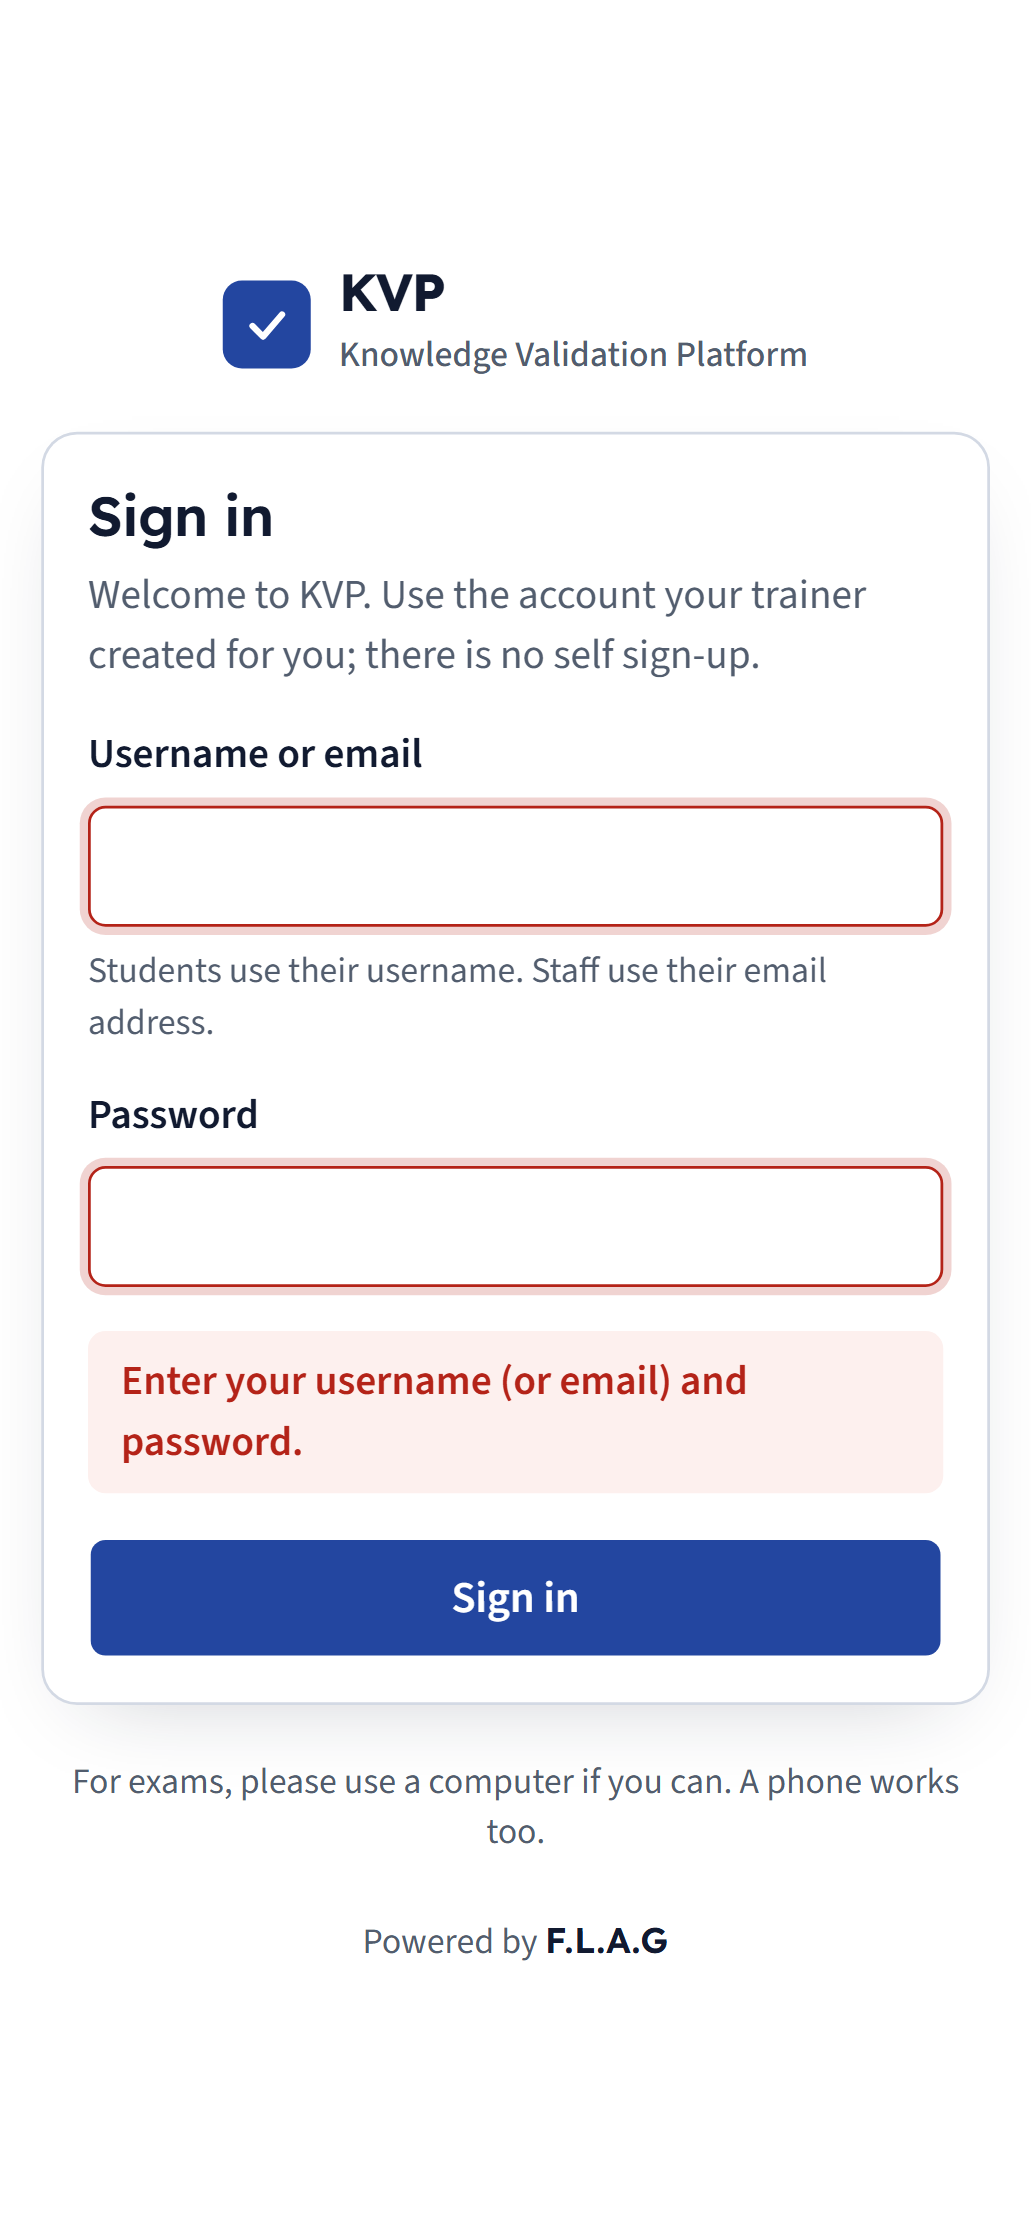 KVP
Knowledge Validation Platform
Sign in
Welcome to KVP. Use the account your trainer
created for you; there is no self sign-up.
Username or email
Students use their username. Staff use their email
address.
Password
Enter your username (or email) and
password.
Sign in
For exams, please use a computer if you can. A phone works
too.
Powered by F.L.A.G